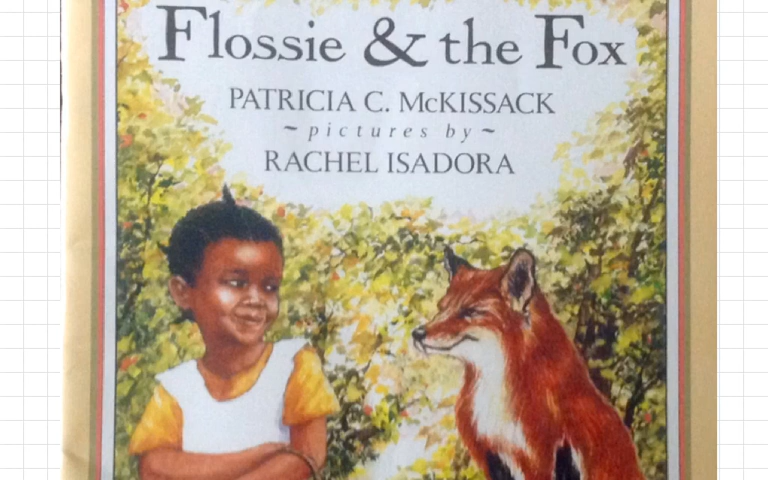 Flossie & the Fox
PATRICIA C. McKISSACK
~ pictures by ~
RACHEL ISADORA